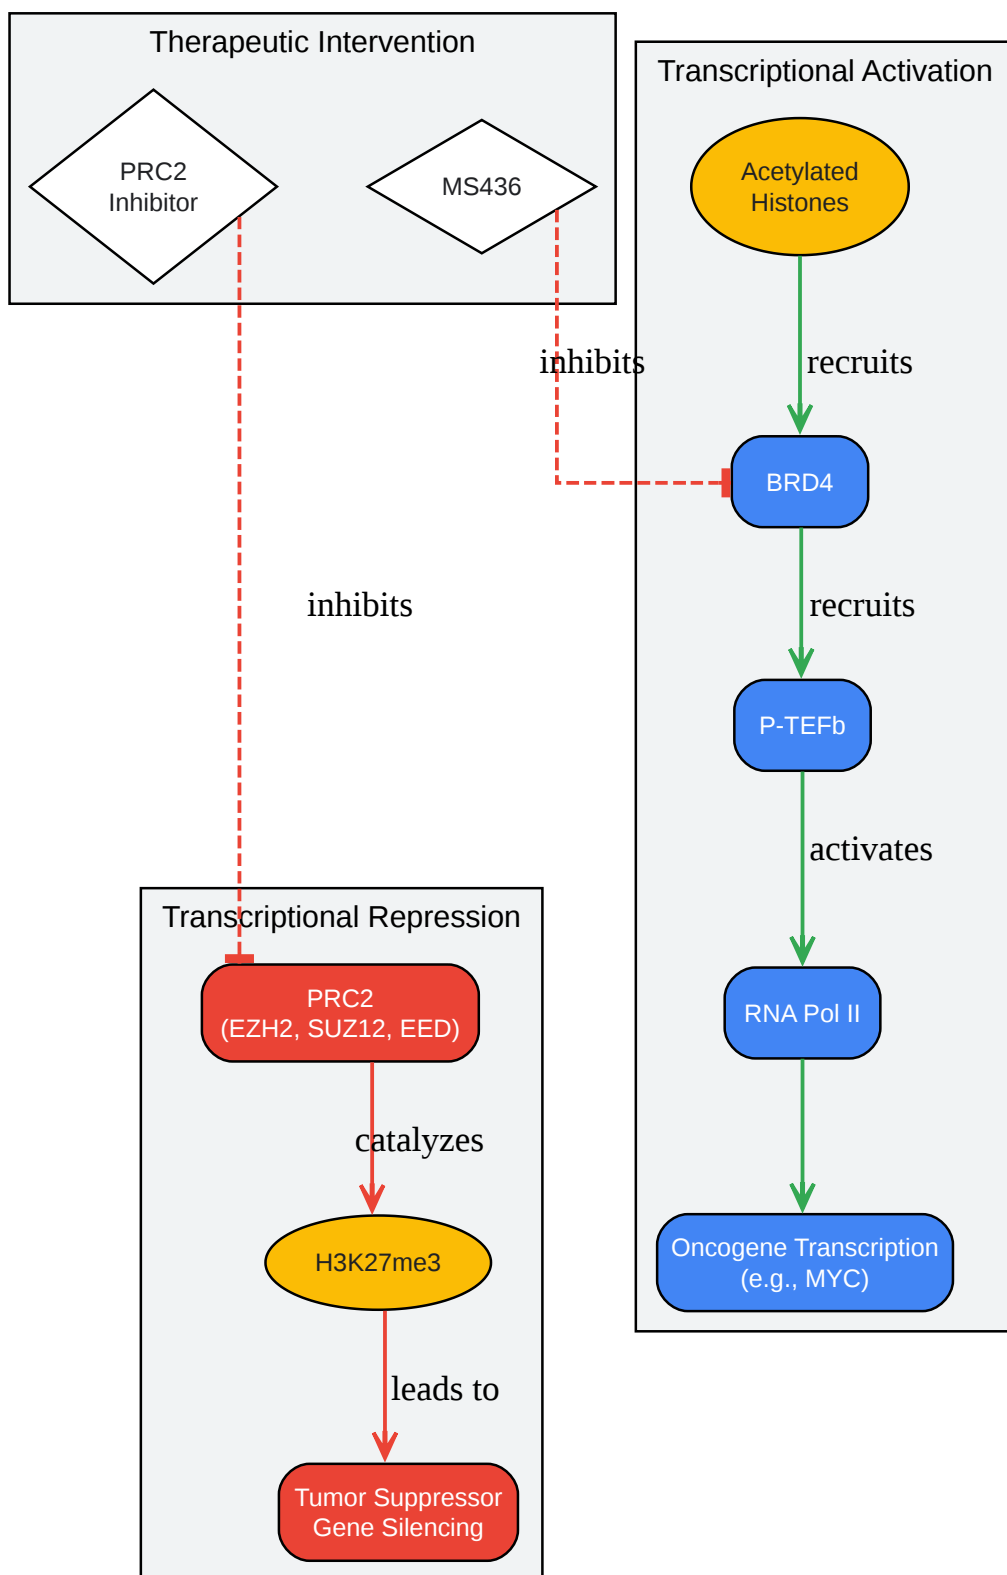 Therapeutic Intervention
PRC2
Inhibitor
MS436
Transcriptional Activation
Acetylated
Histones
inhibits
recruits
BRD4
inhibits
recruits
P-TEFb
activates
Transcriptional Repression
PRC2
(EZH2, SUZ12, EED)
RNA Pol II
catalyzes
H3K27me3
Oncogene Transcription
(e.g., MYC)
leads to
Tumor Suppressor
Gene Silencing